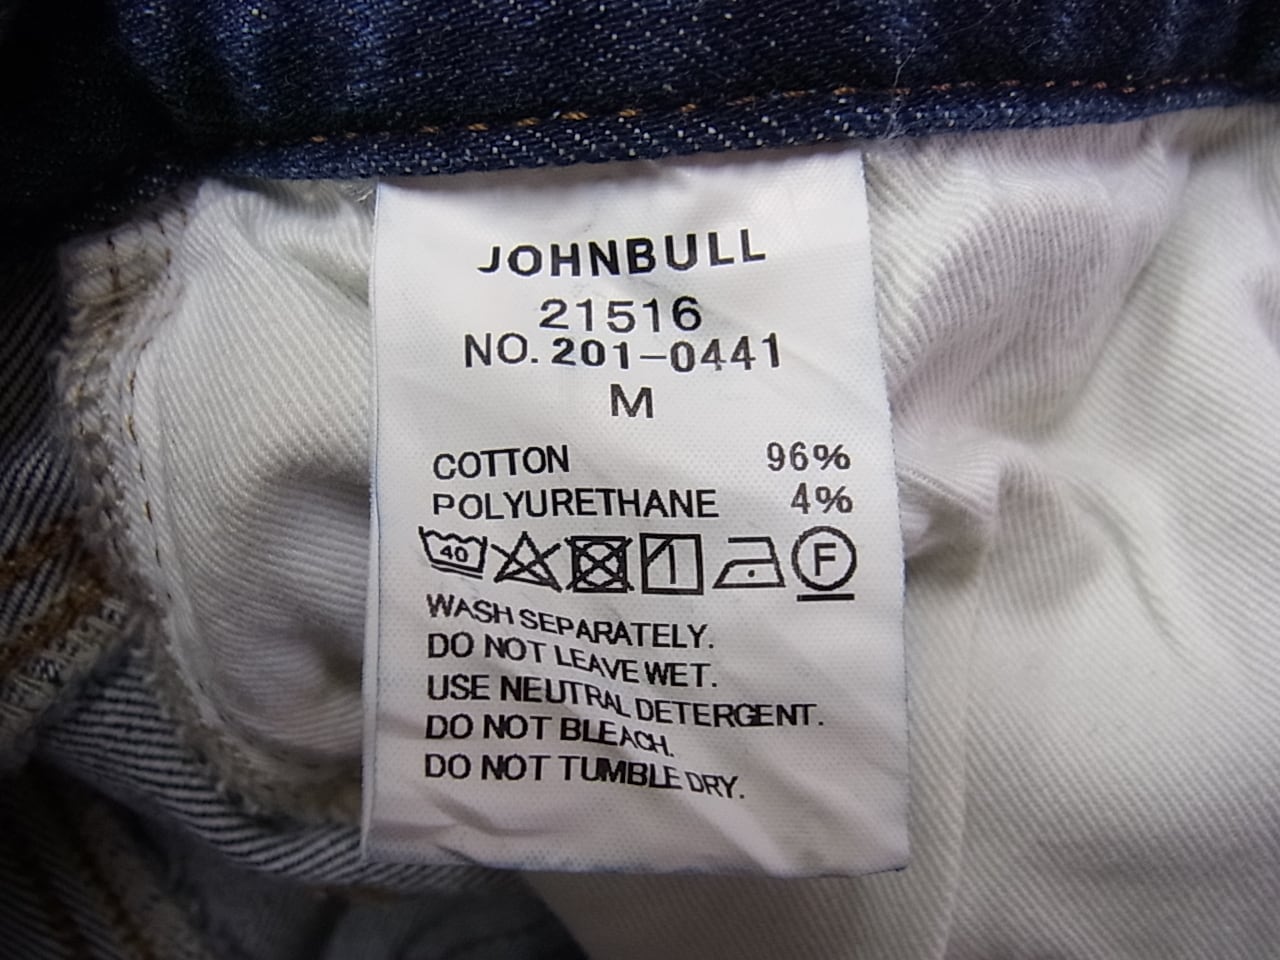 JOHNBULL
21516
NO. 201-0441
M
COTTON 96%
POLYURETHANE 4%
40 F
WASH SEPARATELY.
DO NOT LEAVE WET.
USE NEUTRAL DETERGENT.
DO NOT BLEACH.
DO NOT TUMBLE DRY.